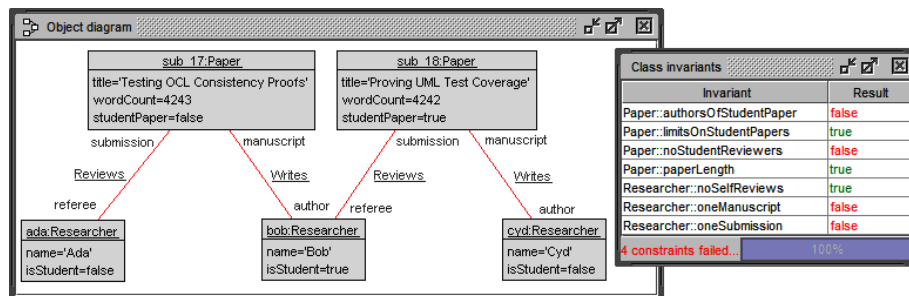 Object diagram
sub_17:Paper
title='Testing OCL Consistency Proofs'
wordCount=4243
studentPaper=false
sub_18:Paper
title='Proving UML Test Coverage'
wordCount=4242
studentPaper=true
submission
manuscript
submission
manuscript
Reviews
Writes
Reviews
Writes
referee
author
referee
author
ada:Researcher
name='Ada'
isStudent=false
bob:Researcher
name='Bob'
isStudent=true
cyd:Researcher
name='Cyd'
isStudent=false
Class invariants
Invariant Result
Paper::authorsOfStudentPaper false
Paper::limitsOnStudentPapers true
Paper::noStudentReviewers false
Paper::paperLength true
Researcher::noSelfReviews true
Researcher::oneManuscript false
Researcher::oneSubmission false
4 constraints failed... 100%